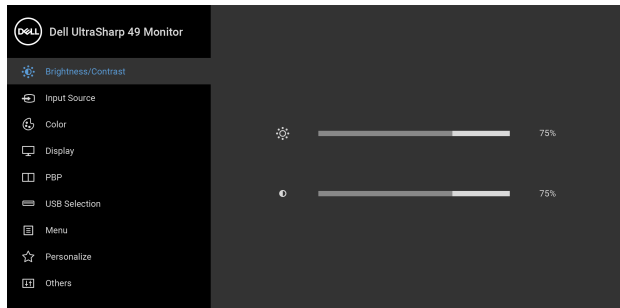 DELL Dell UltraSharp 49 Monitor
Brightness/Contrast
Input Source
Color
Display
PBP
USB Selection
Menu
Personalize
Others
75%
75%